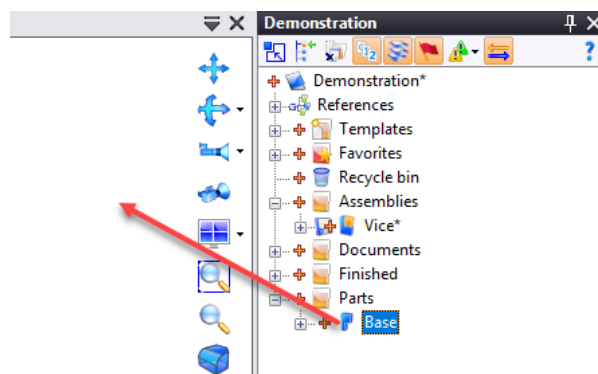 Demonstration
Demonstration*
References
Templates
Favorites
Recycle bin
Assemblies
Vice*
Documents
Finished
Parts
Base